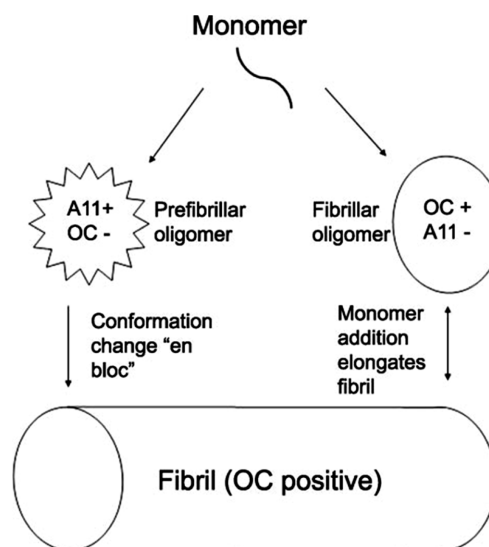 Monomer
A11+
OC -
Prefibrillar
oligomer
Fibrillar
oligomer
OC +
A11 -
Conformation
change “en
bloc”
Monomer
addition
elongates
fibril
Fibril (OC positive)